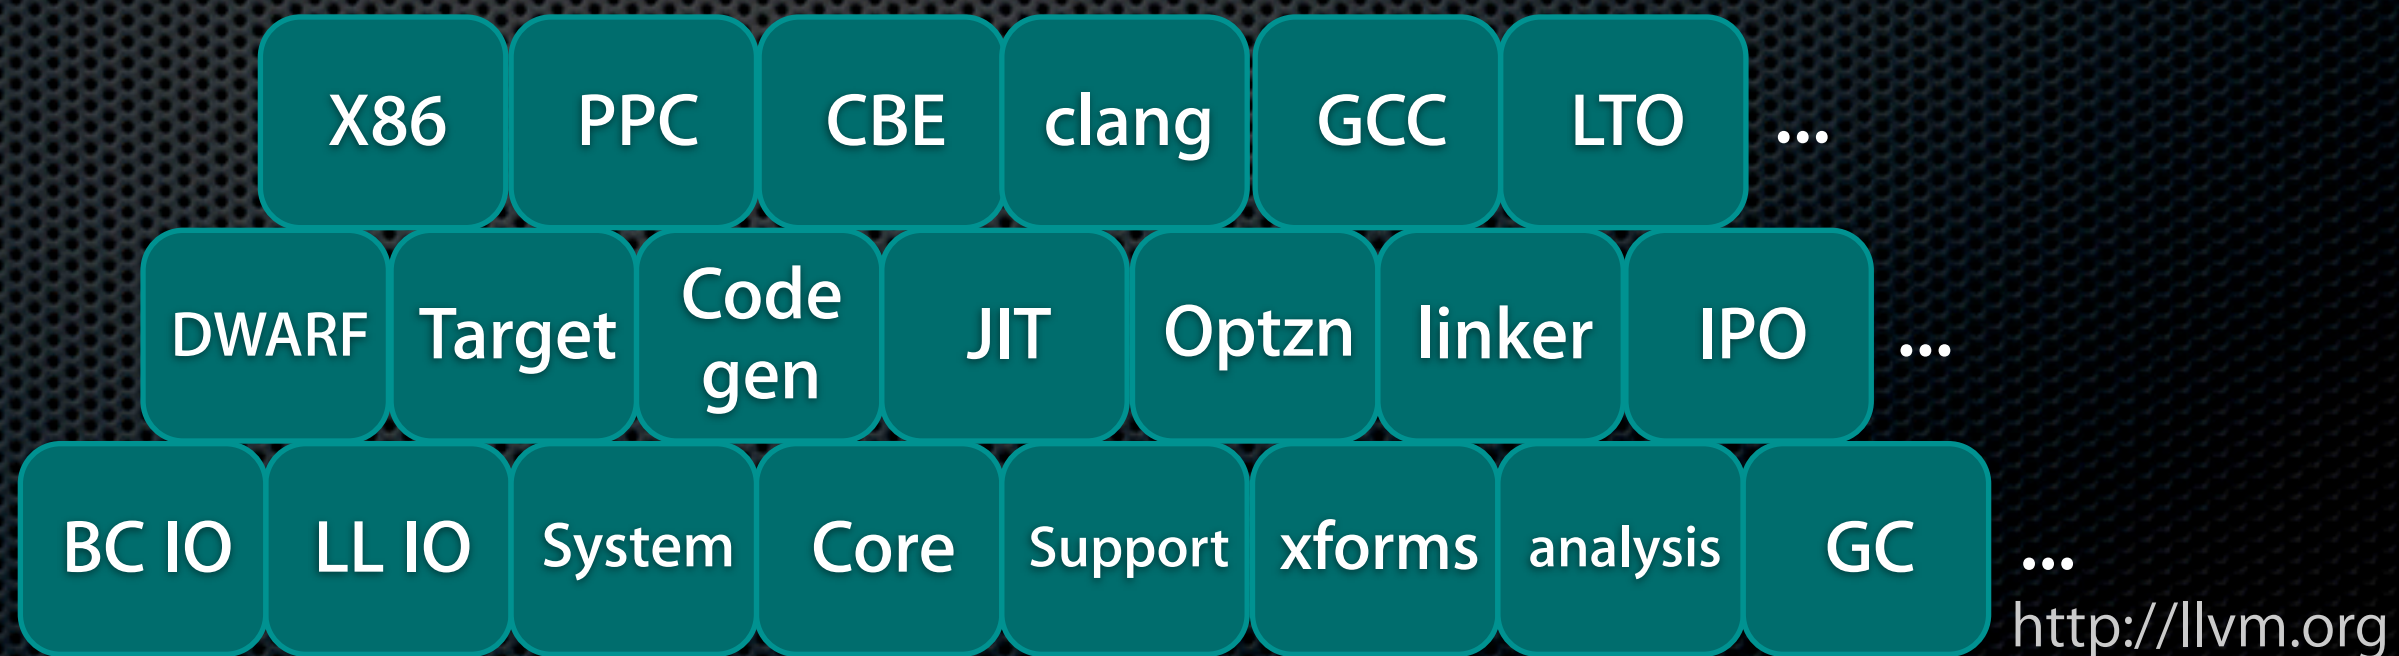 X86 PPC CBE clang GCC LTO ...
DWARF Target Code gen JIT Optzn linker IPO ...
BC IO LL IO System Core Support xforms analysis GC ...
http://llvm.org